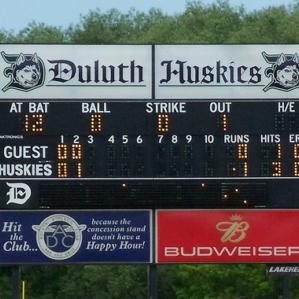 Duluth Huskies
AT BAT BALL STRIKE OUT H/E
12 0 0 1
1 2 3 4 5 6 7 8 9 10 RUNS HITS ER
GUEST 0 0 0 1 0
HUSKIES 0 1 1 3 0
D
Hit the Club... because the concession stand doesn't have a Happy Hour!
BUDWEISER